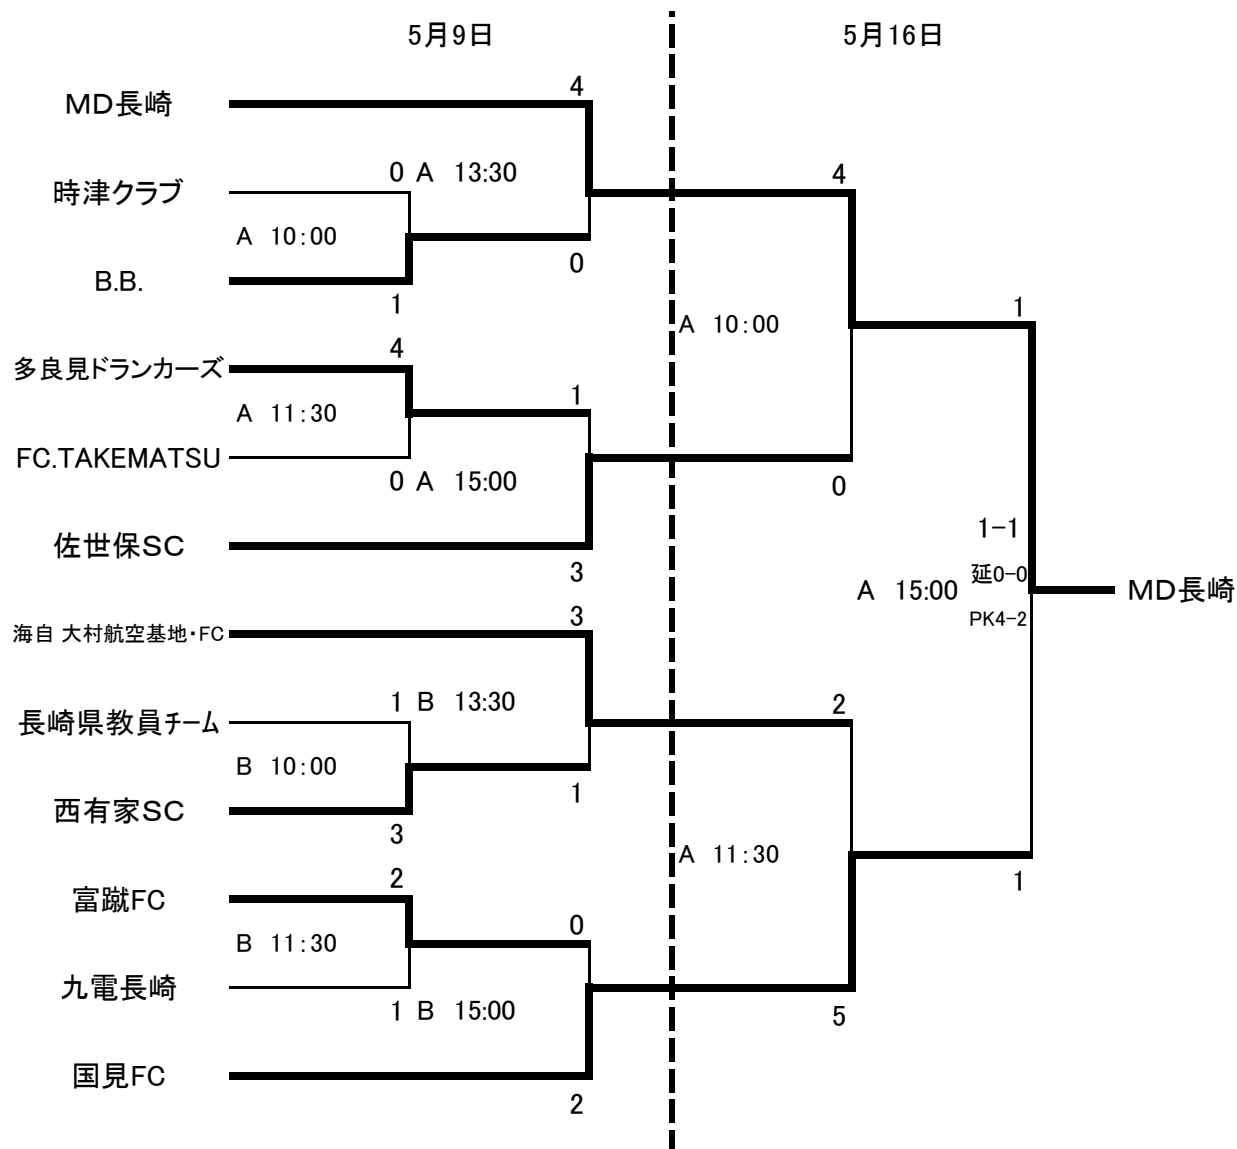 5月9日
5月16日
4
MD長崎
0 A 13:30
4
時津クラブ
A 10:00
B.B.
0
1
1
A 10:00
4
多良見ドランカーズ
1
A 11:30
FC.TAKEMATSU
0 A 15:00
0
1-1
佐世保SC
3
延0-0
A 15:00
MD長崎
PK4-2
3
海自 大村航空基地・FC
1 B 13:30
2
長崎県教員チーム
B 10:00
1
西有家SC
3
A 11:30
2
1
富蹴FC
0
B 11:30
九電長崎
1 B 15:00
5
国見FC
2